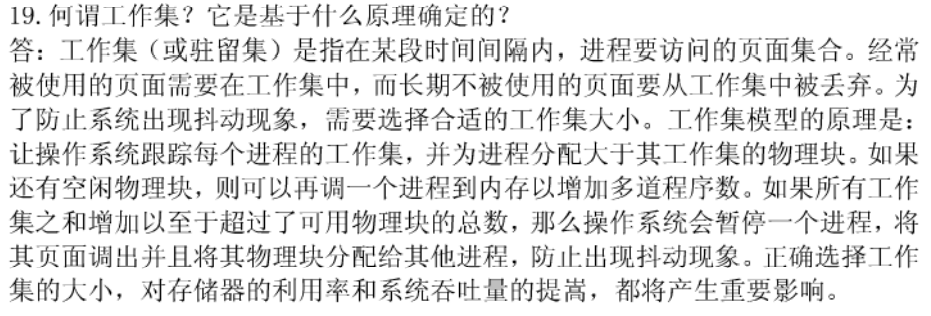 19. 何谓工作集？它是基于什么原理确定的？
答：工作集（或驻留集）是指在某段时间间隔内，进程要访问的页面集合。经常
被使用的页面需要在工作集中，而长期不被使用的页面要从工作集中被丢弃。为
了防止系统出现抖动现象，需要选择合适的工作集大小。工作集模型的原理是：
让操作系统跟踪每个进程的工作集，并为进程分配大于其工作集的物理块。如果
还有空闲物理块，则可以再调一个进程到内存以增加多道程序数。如果所有工作
集之和增加以至于超过了可用物理块的总数，那么操作系统会暂停一个进程，将
其页面调出并且将其物理块分配给其他进程，防止出现抖动现象。正确选择工作
集的大小，对存储器的利用率和系统吞吐量的提嵩，都将产生重要影响。